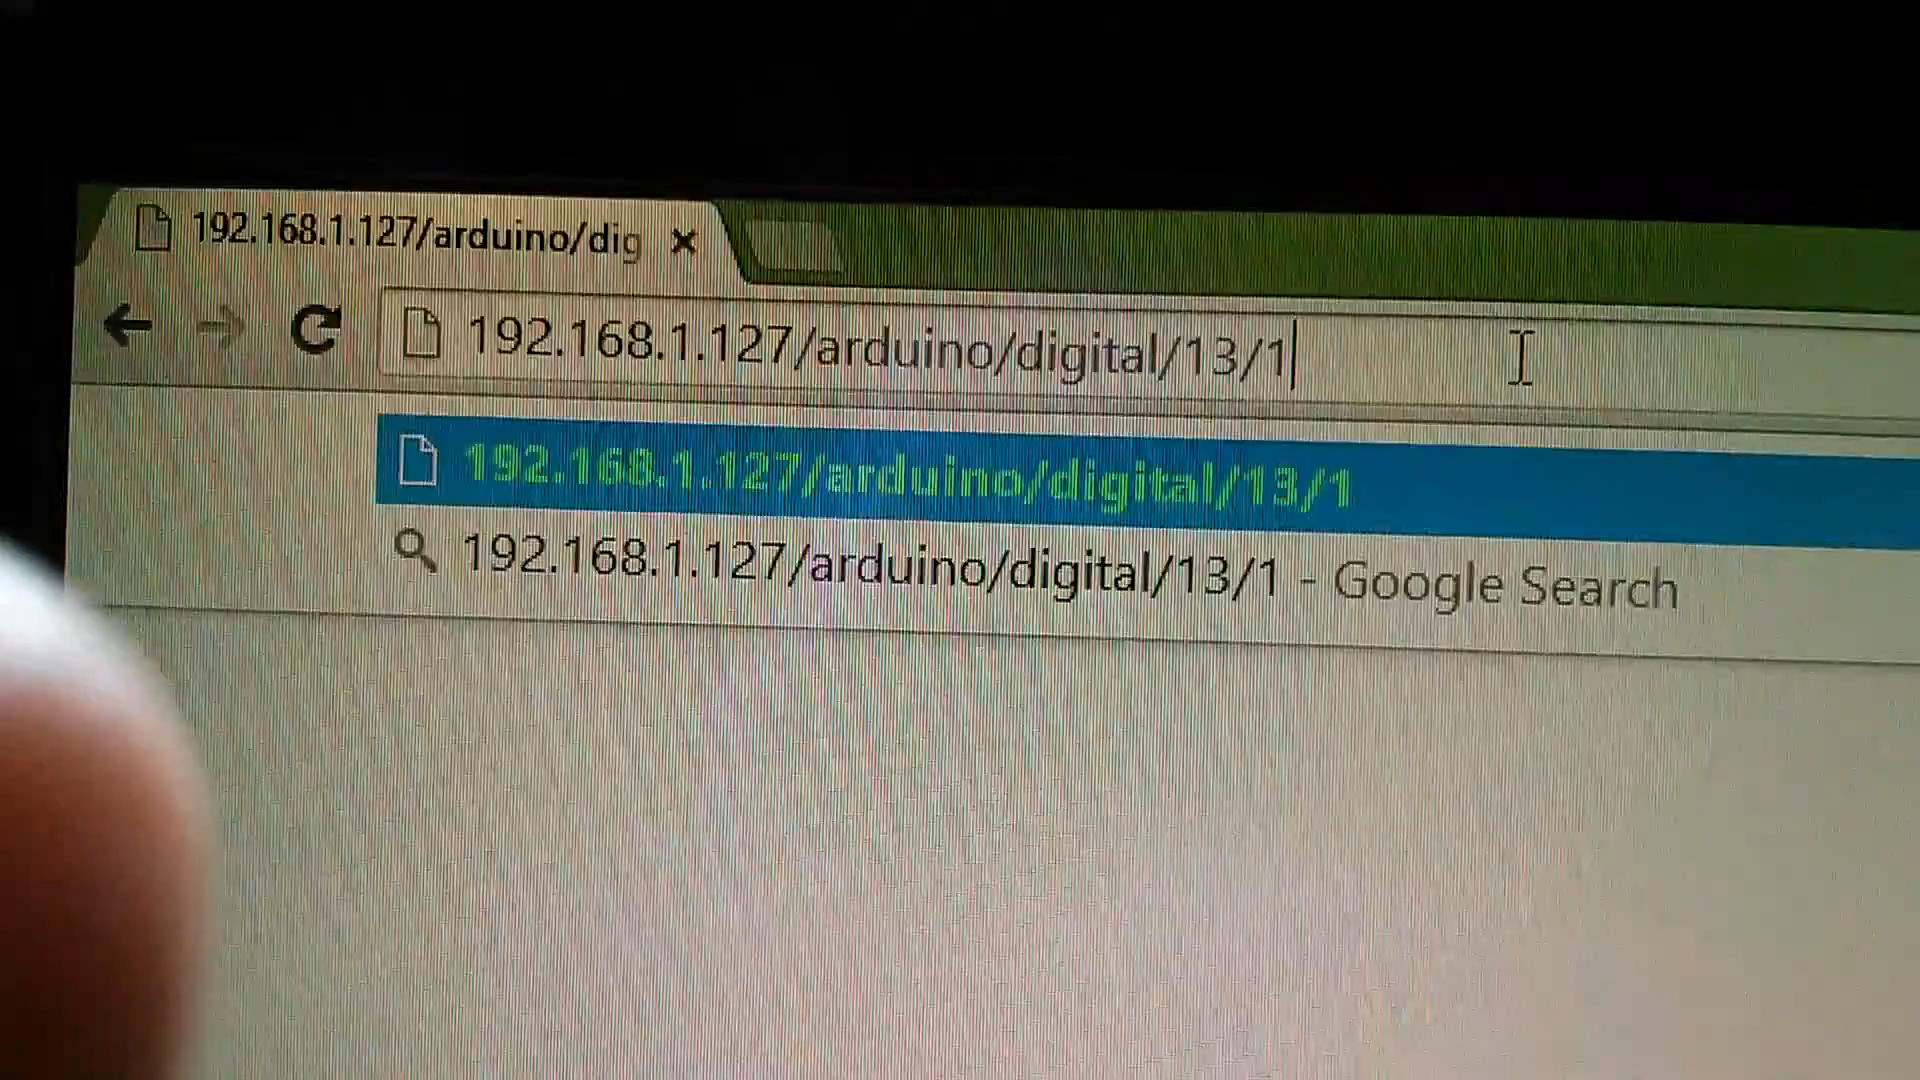 192.168.1.127/arduino/dig
192.168.1.127/arduino/digital/13/1
192.168.1.127/arduino/digital/13/1
192.168.1.127/arduino/digital/13/1 - Google Search